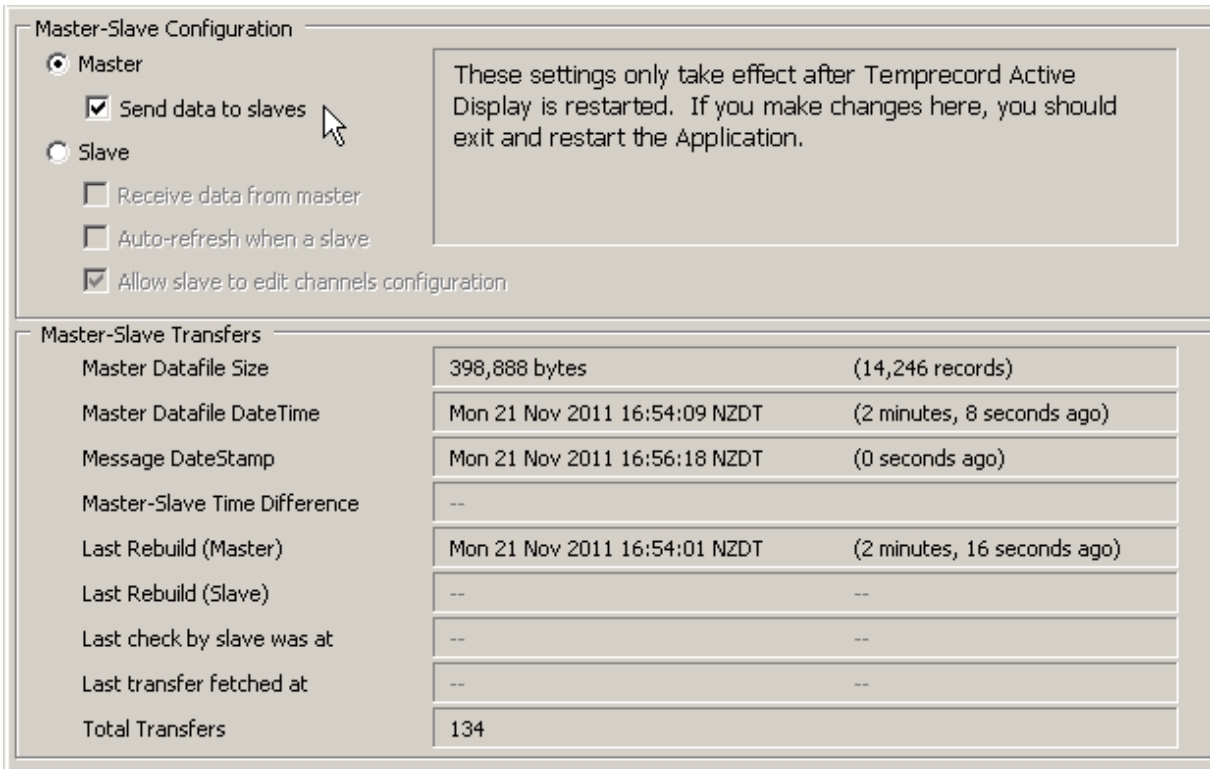 Master-Slave Configuration
Master
Send data to slaves
Slave
Receive data from master
Auto-refresh when a slave
Allow slave to edit channels configuration
These settings only take effect after Temprecord Active
Display is restarted. If you make changes here, you should
exit and restart the Application.
Master-Slave Transfers
Master Datafile Size 398,888 bytes (14,246 records)
Master Datafile DateTime Mon 21 Nov 2011 16:54:09 NZDT (2 minutes, 8 seconds ago)
Message DateStamp Mon 21 Nov 2011 16:56:18 NZDT (0 seconds ago)
Master-Slave Time Difference --
Last Rebuild (Master) Mon 21 Nov 2011 16:54:01 NZDT (2 minutes, 16 seconds ago)
Last Rebuild (Slave) -- --
Last check by slave was at -- --
Last transfer fetched at -- --
Total Transfers 134